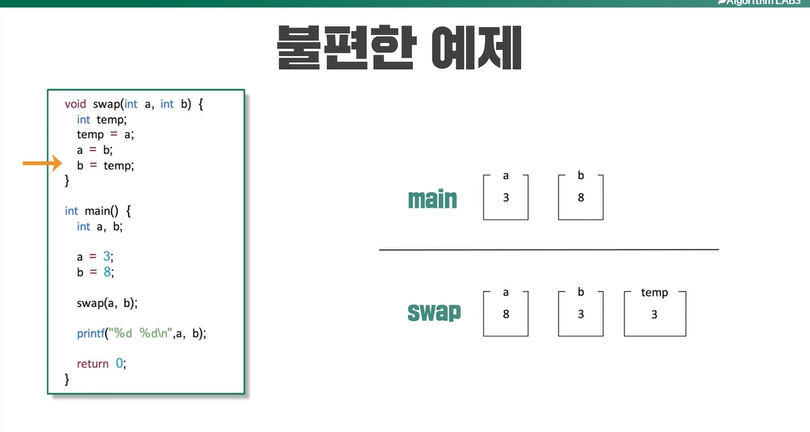 AlgorithmLABS
불편한 예제
void swap(int a, int b) {
int temp;
temp = a;
a = b;
b = temp;
}
int main() {
int a, b;
a = 3;
b = 8;
swap(a, b);
printf("%d %d\n",a, b);
return 0;
}
main
a b
3 8
swap
a b temp
8 3 3